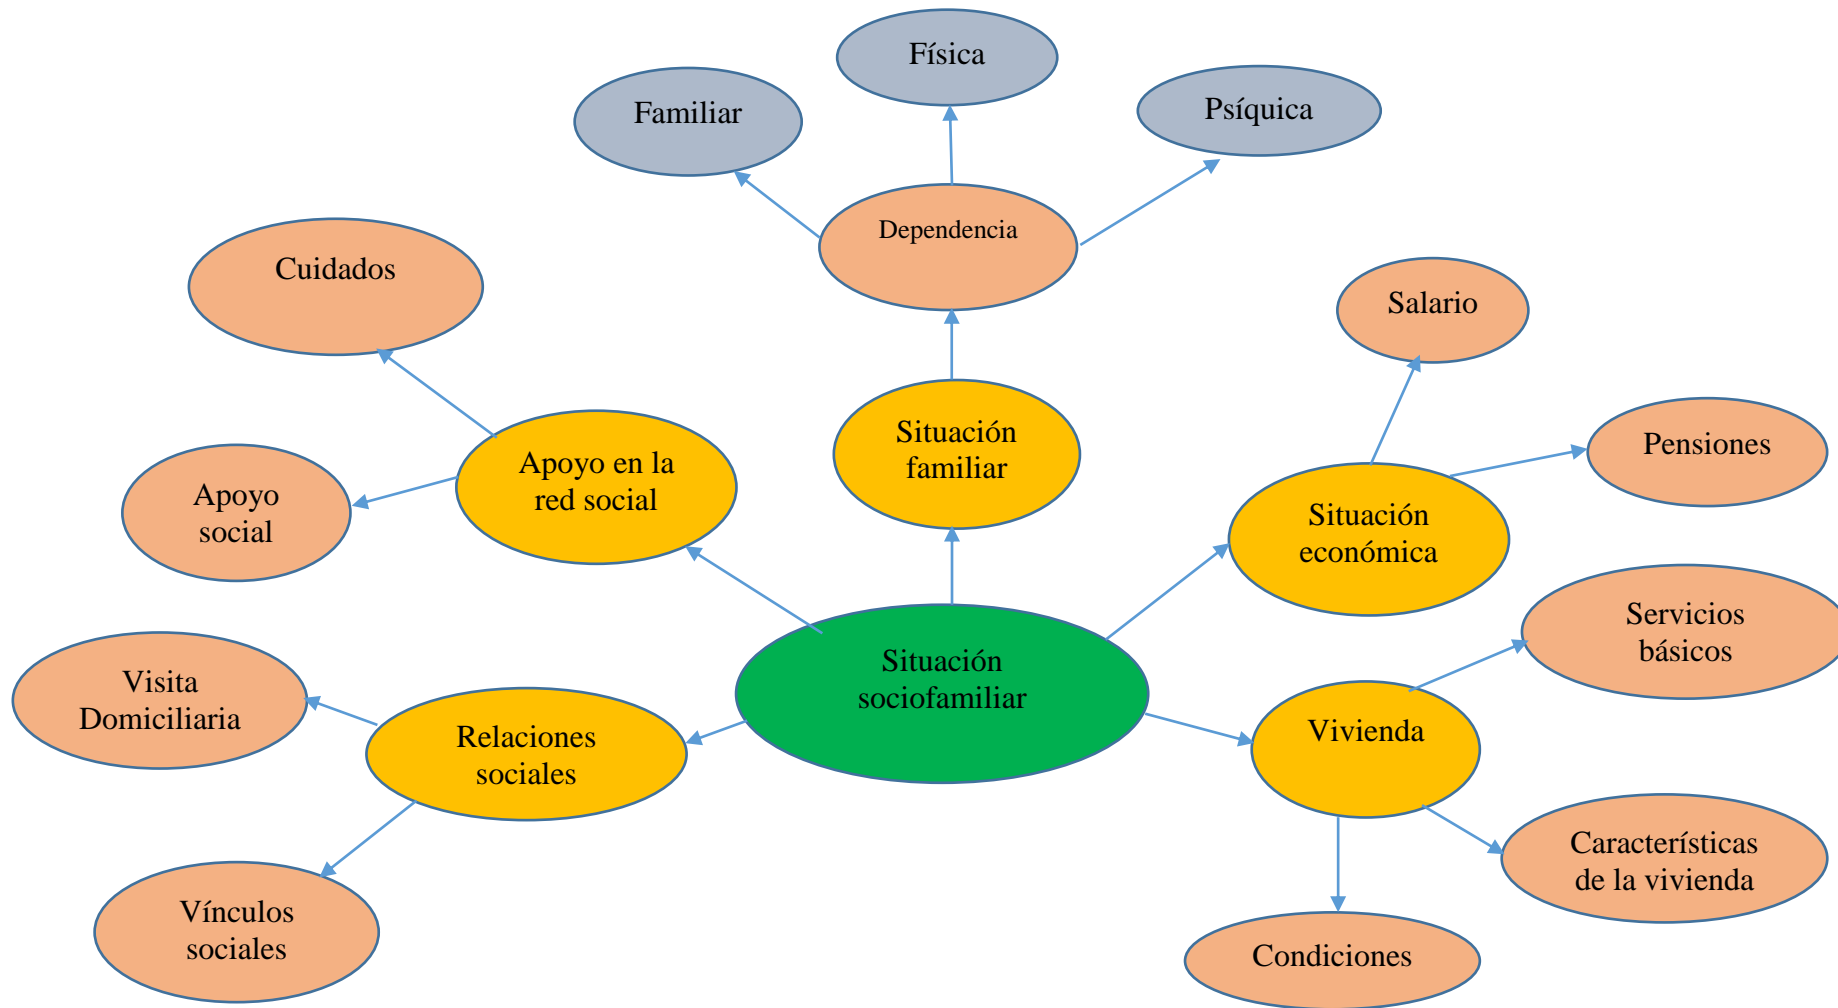 Física
Familiar
Psíquica
Dependencia
Cuidados
Salario
Situación
familiar
Pensiones
Apoyo en la
red social
Apoyo
social
Situación
económica
Servicios
básicos
Situación
sociofamiliar
Visita
Domiciliaria
Relaciones
sociales
Vivienda
Características
de la vivienda
Vínculos
sociales
Condiciones